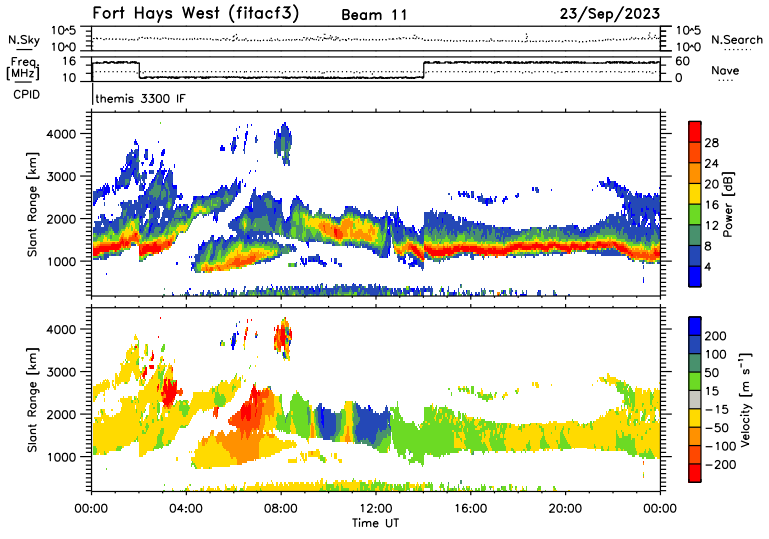 Fort Hays West (fitacf3) Beam 11 23/Sep/2023
N.Sky 10^5 10^0 10^5 10^0 N.Search
Freq. [MHz] 16 10 60 0 Nave
CPID themis 3300 lF
4000
3000
2000
1000
Slant Range [km]
28
24
20
16
12
8
4
Power [dB]
4000
3000
2000
1000
Slant Range [km]
200
100
50
15
-15
-50
-100
-200
Velocity [m s⁻¹]
00:00 04:00 08:00 12:00 16:00 20:00 00:00
Time UT